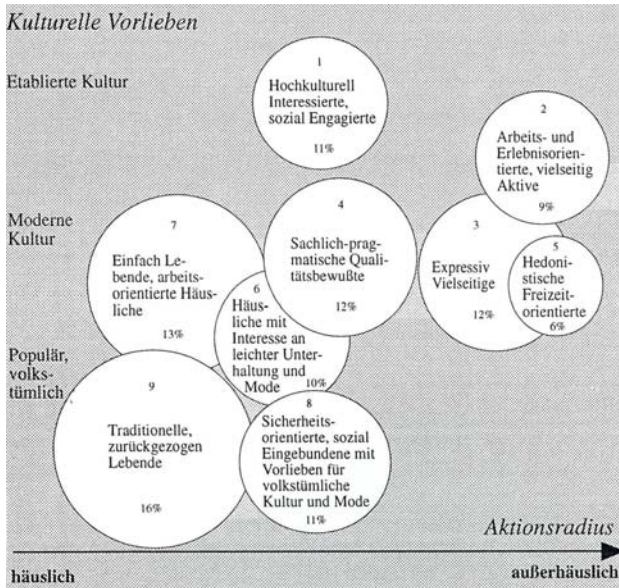 Kulturelle Vorlieben
Etablierte Kultur
1
Hochkulturell
Interessierte,
sozial Engagierte
11%
2
Arbeits- und
Erlebnisorien-
tierte, vielseitig
Aktive
9%
Moderne
Kultur
7
Einfach Le-
bende, arbeits-
orientierte Häus-
liche
13%
4
Sachlich-prag-
matische Quali-
tätsbewußte
12%
3
Expressiv
Vielseitige
12%
5
Hedoni-
stische
Freizeit-
orientierte
6%
6
Häus-
liche mit
Interesse an
leichter Unter-
haltung und
Mode
10%
Populär,
volks-
tümlich
9
Traditionelle,
zurückgezogen
Lebende
16%
8
Sicherheits-
orientierte, sozial
Eingebundene mit
Vorlieben für
volkstümliche
Kultur und Mode
11%
Aktionsradius
häuslich
außerhäuslich